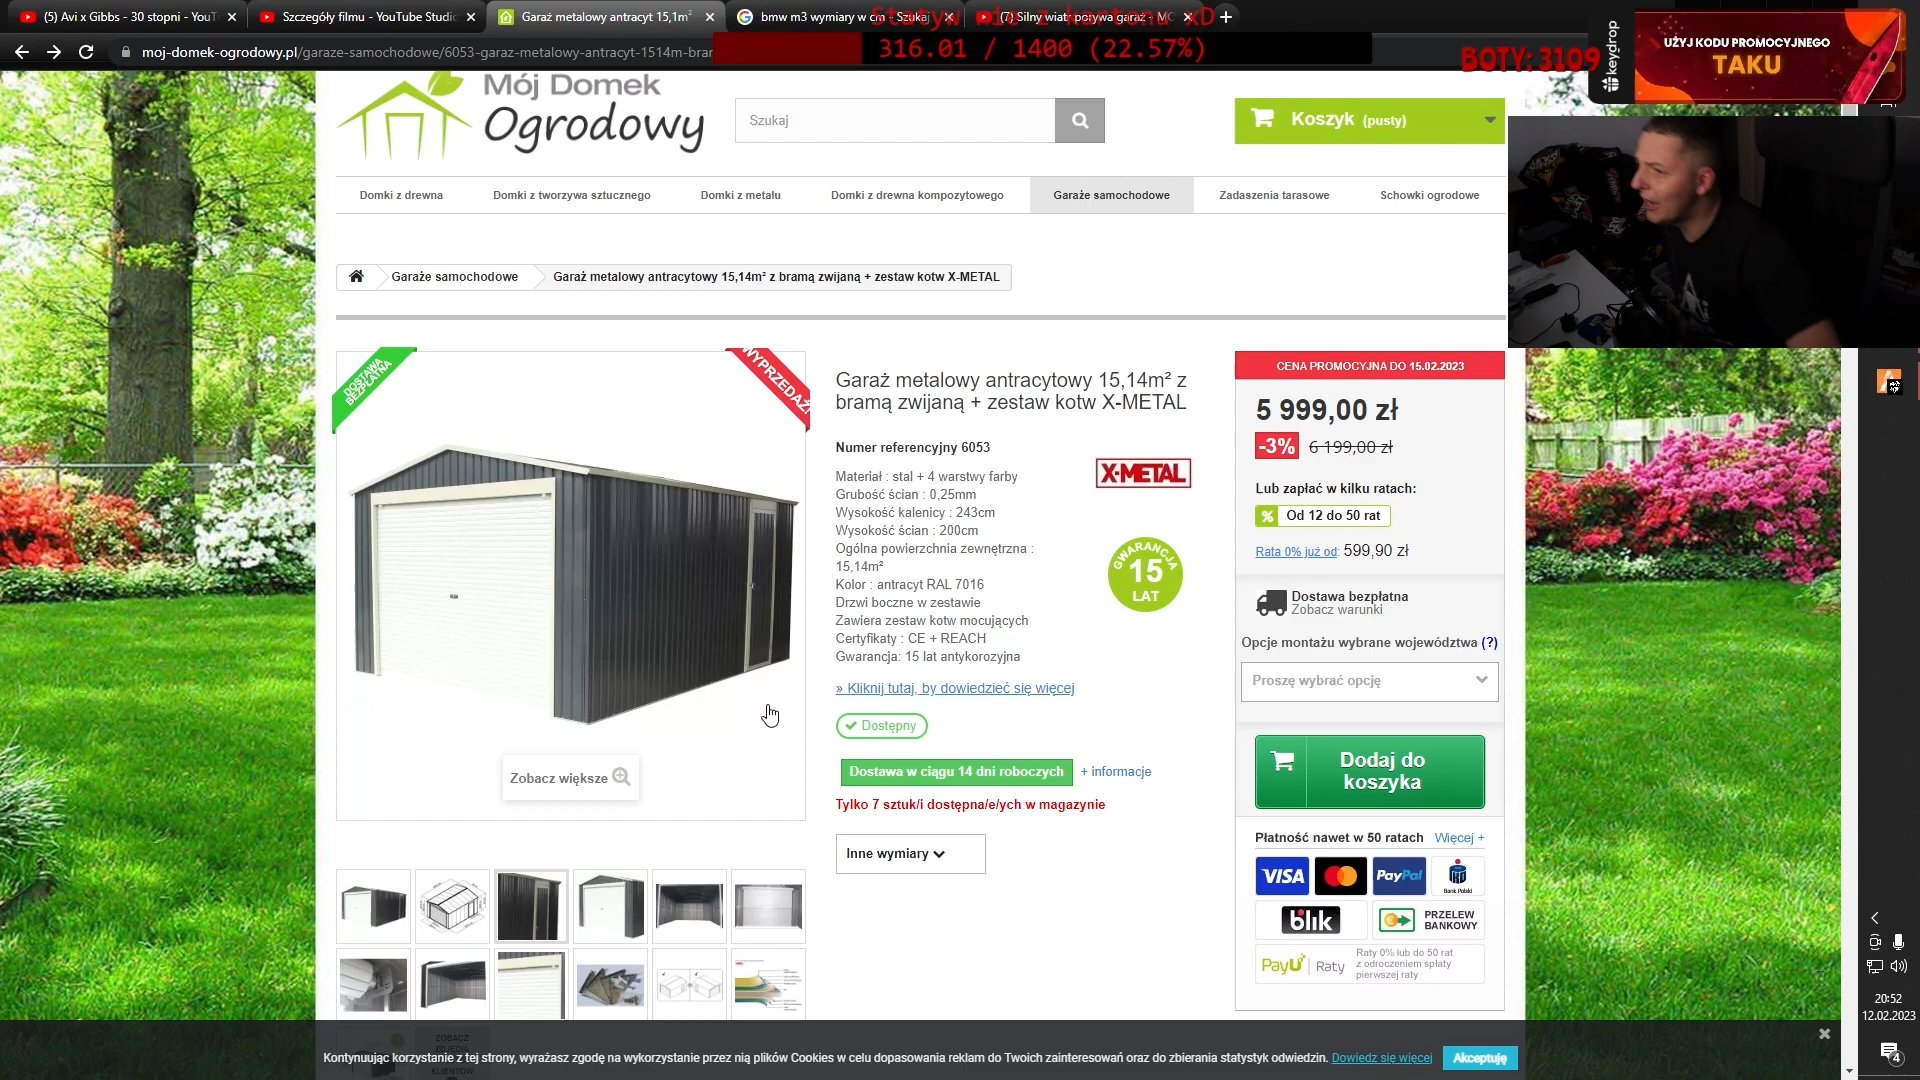 (5) Avi x Gibbs - 30 stopni - YouT
Szczegóły filmu - YouTube Studio
Garaż metalowy antracyt 15,1m²
bmw m3 wymiary w cm - Szukaj
(7) Silny wiatr porywa garaż - MC
316.01 / 1400 (22.57%)
BOTY: 3109
keydrop
UŻYJ KODU PROMOCYJNEGO
TAKU
moj-domek-ogrodowy.pl/garaze-samochodowe/6053-garaz-metalowy-antracyt-1514m-bram
Mój Domek
Ogrodowy
Szukaj
Koszyk (pusty)
Domki z drewna
Domki z tworzywa sztucznego
Domki z metalu
Domki z drewna kompozytowego
Garaże samochodowe
Zadaszenia tarasowe
Schowki ogrodowe
Garaże samochodowe
Garaż metalowy antracytowy 15,14m² z bramą zwijaną + zestaw kotw X-METAL
DOSTAWA
BEZPŁATNA
WYPRZEDAŻ!
Zobacz większe
Garaż metalowy antracytowy 15,14m² z
bramą zwijaną + zestaw kotw X-METAL
Numer referencyjny 6053
Materiał : stal + 4 warstwy farby
Grubość ścian : 0,25mm
Wysokość kalenicy : 243cm
Wysokość ścian : 200cm
Ogólna powierzchnia zewnętrzna :
15,14m²
Kolor : antracyt RAL 7016
Drzwi boczne w zestawie
Zawiera zestaw kotw mocujących
Certyfikaty : CE + REACH
Gwarancja: 15 lat antykorozyjna
X-METAL
GWARANCJA
15
LAT
» Kliknij tutaj, by dowiedzieć się więcej
Dostępny
Dostawa w ciągu 14 dni roboczych
+ informacje
Tylko 7 sztuk/i dostępna/e/ych w magazynie
Inne wymiary
CENA PROMOCYJNA DO 15.02.2023
5 999,00 zł
-3% 6 199,00 zł
Lub zapłać w kilku ratach:
% Od 12 do 50 rat
Rata 0% już od: 599,90 zł
Dostawa bezpłatna
Zobacz warunki
Opcje montażu wybrane województwa (?)
Proszę wybrać opcję
Dodaj do
koszyka
Płatność nawet w 50 ratach Więcej +
VISA
PayPal
Bank Polski
blik
PRZELEW
BANKOWY
PayU Raty
Raty 0% lub do 50 rat
z odroczeniem spłaty
pierwszej raty
ZOBACZ
ZDJĘCIA
KLIENTÓW
Kontynuując korzystanie z tej strony, wyrażasz zgodę na wykorzystanie przez nią plików Cookies w celu dopasowania reklam do Twoich zainteresowań oraz do zbierania statystyk odwiedzin. Dowiedz się więcej
Akceptuję
20:52
12.02.2023
4